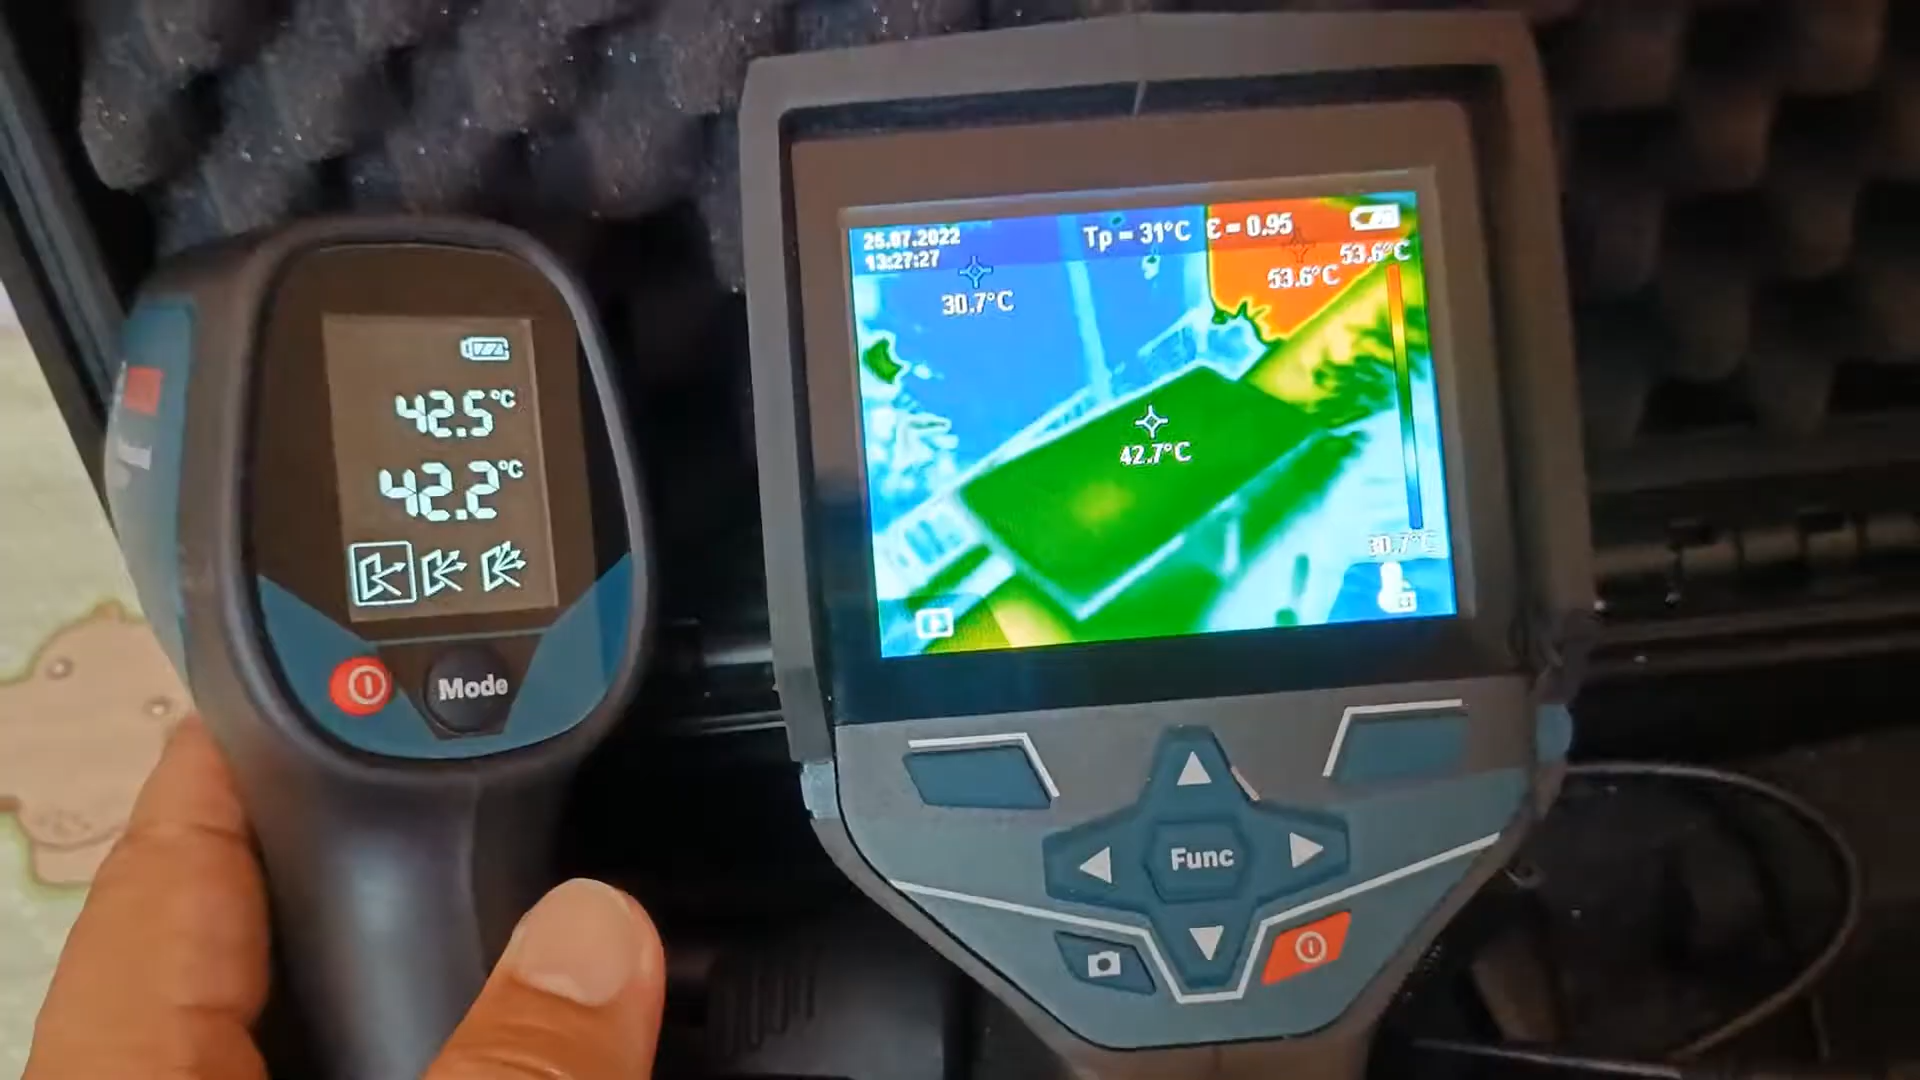 42.5°C
42.2°C
Mode
25.07.2022
13:27:27
Tp = 31°C
Ɛ = 0.95
53.6°C
53.6°C
30.7°C
42.7°C
30.7°C
Func